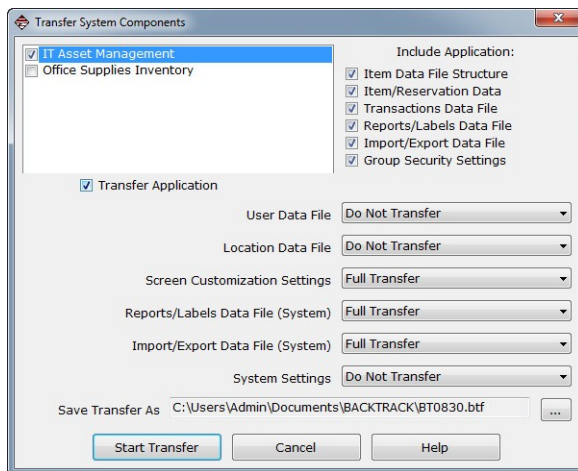 Transfer System Components
IT Asset Management
Office Supplies Inventory
Include Application:
Item Data File Structure
Item/Reservation Data
Transactions Data File
Reports/Labels Data File
Import/Export Data File
Group Security Settings
Transfer Application
User Data File Do Not Transfer
Location Data File Do Not Transfer
Screen Customization Settings Full Transfer
Reports/Labels Data File (System) Full Transfer
Import/Export Data File (System) Full Transfer
System Settings Do Not Transfer
Save Transfer As C:\Users\Admin\Documents\BACKTRACK\BT0830.btf ...
Start Transfer Cancel Help